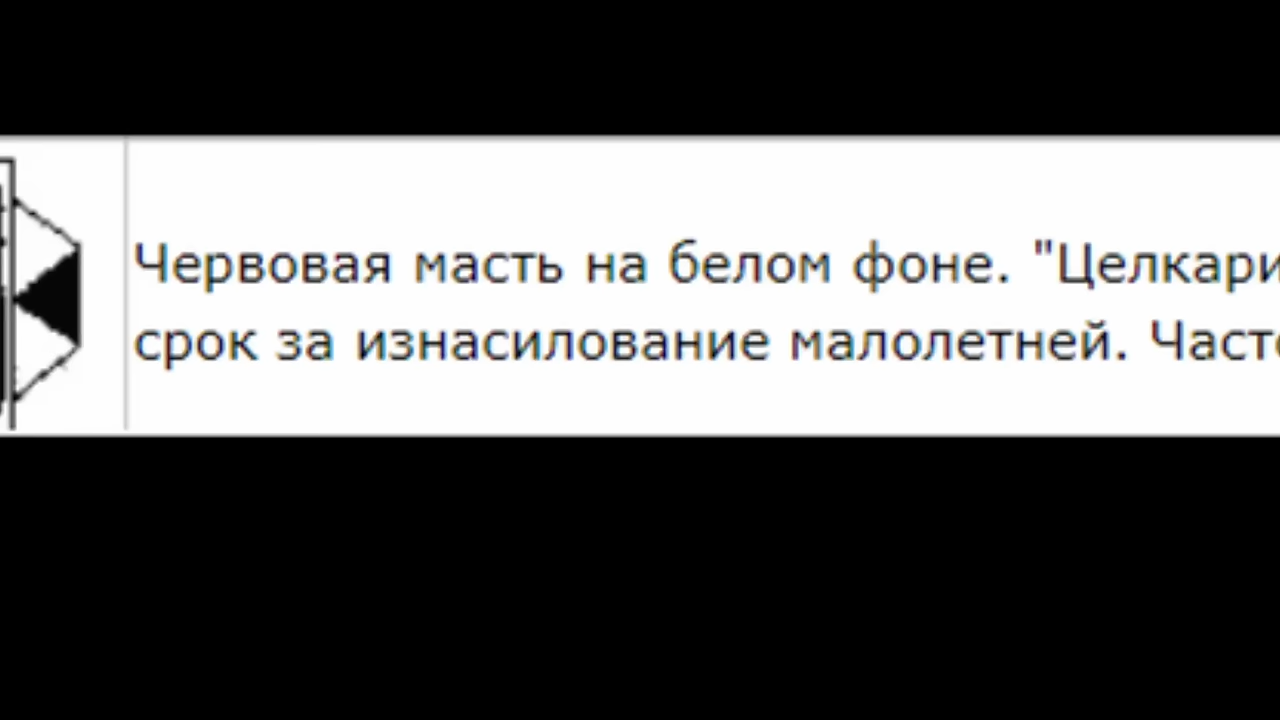 Червовая масть на белом фоне. "Целкари
срок за изнасилование малолетней. Часто